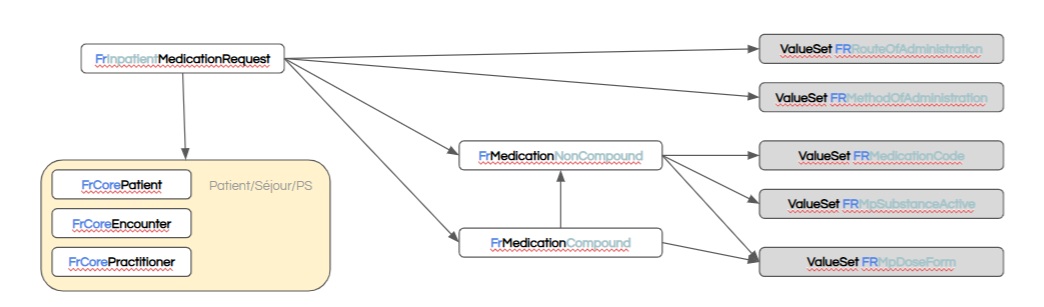 ValueSet FRRouteOfAdministration
FrInpatientMedicationRequest
ValueSet FRMethodOfAdministration
FrMedicationNonCompound
ValueSet FRMedicationCode
FrCorePatient
Patient/Séjour/PS
ValueSet FRMpSubstanceActive
FrCoreEncounter
FrMedicationCompound
FrCorePractitioner
ValueSet FRMpDoseForm